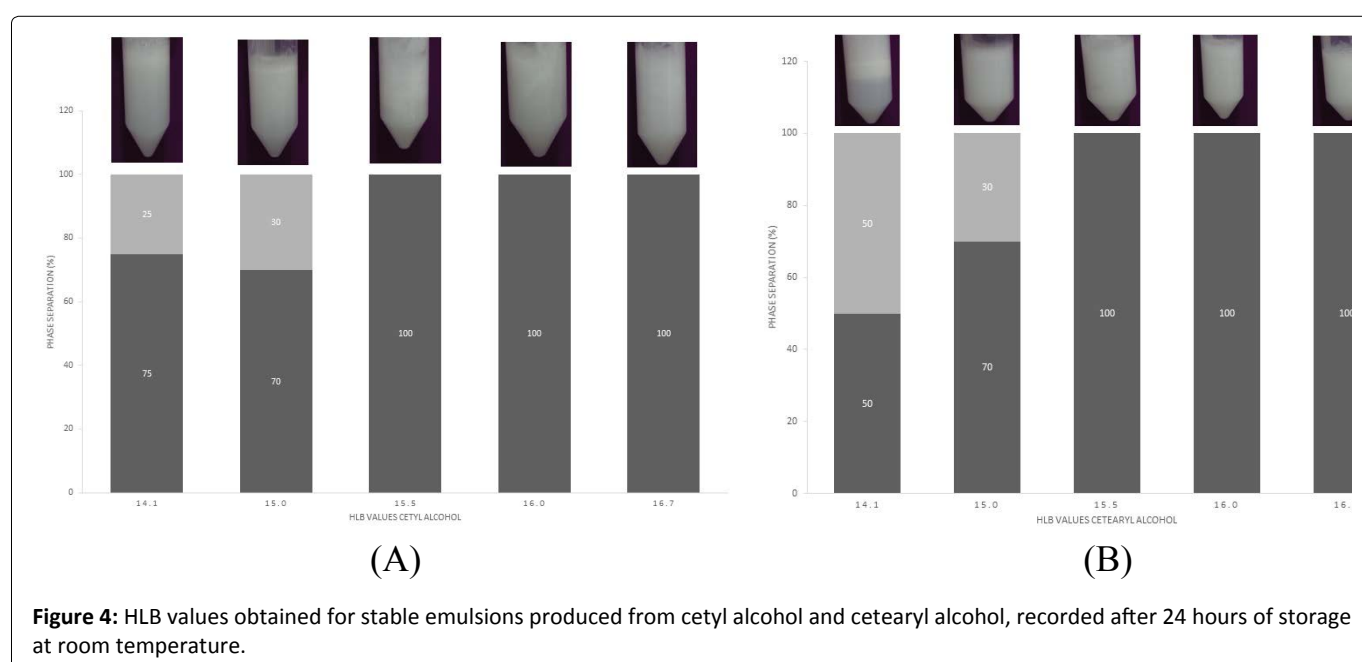 120
100
80
60
40
20
0
PHASE SEPARATION (%)
25 30
75 70 100 100 100
14.1 15.0 15.5 16.0 16.7
HLB VALUES CETYL ALCOHOL
(A)
120
100
80
60
40
20
0
PHASE SEPARATION (%)
50 30
50 70 100 100 100
14.1 15.0 15.5 16.0 16.
HLB VALUES CETEARYL ALCOHOL
(B)
Figure 4: HLB values obtained for stable emulsions produced from cetyl alcohol and cetearyl alcohol, recorded after 24 hours of storage
at room temperature.